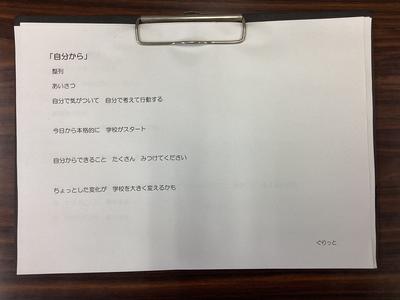 「自分から」
整列
あいさつ
自分で気がついて　自分で考えて行動する
今日から本格的に　学校がスタート
自分からできること　たくさん　みつけてください
ちょっとした変化が　学校を大きく変えるかも
ぐりっと